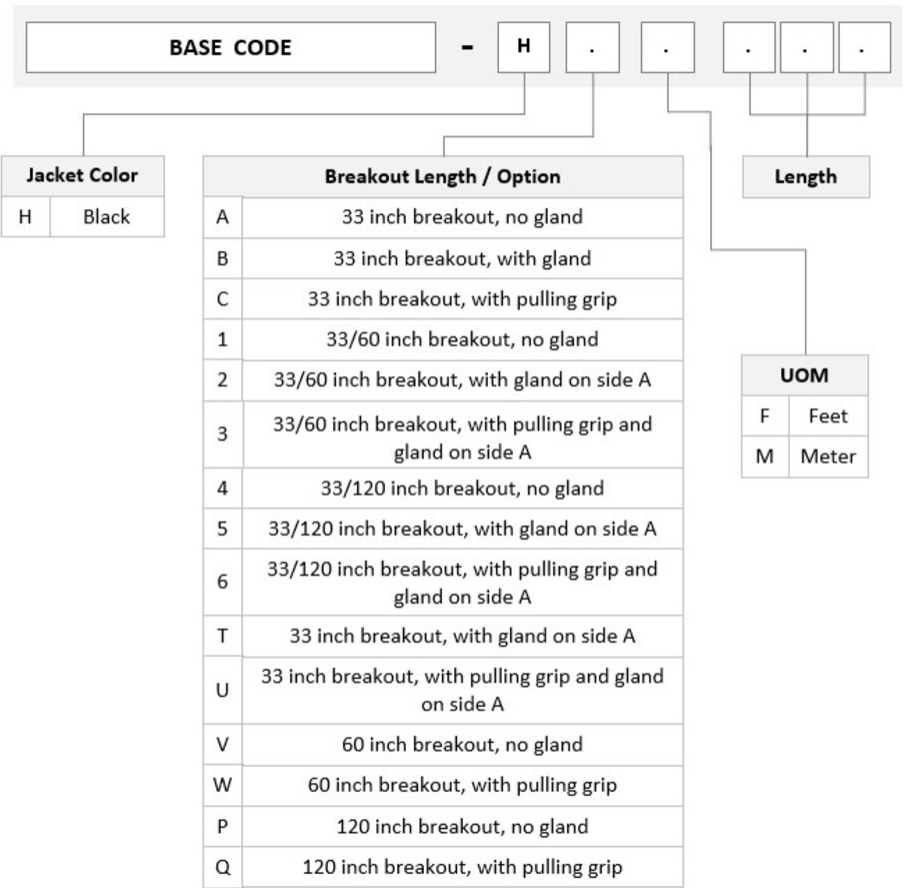 BASE CODE - H . . . . .
Jacket Color
H Black
Breakout Length / Option
A 33 inch breakout, no gland
B 33 inch breakout, with gland
C 33 inch breakout, with pulling grip
1 33/60 inch breakout, no gland
2 33/60 inch breakout, with gland on side A
3 33/60 inch breakout, with pulling grip and
gland on side A
4 33/120 inch breakout, no gland
5 33/120 inch breakout, with gland on side A
6 33/120 inch breakout, with pulling grip and
gland on side A
T 33 inch breakout, with gland on side A
U 33 inch breakout, with pulling grip and gland
on side A
V 60 inch breakout, no gland
W 60 inch breakout, with pulling grip
P 120 inch breakout, no gland
Q 120 inch breakout, with pulling grip
Length
UOM
F Feet
M Meter